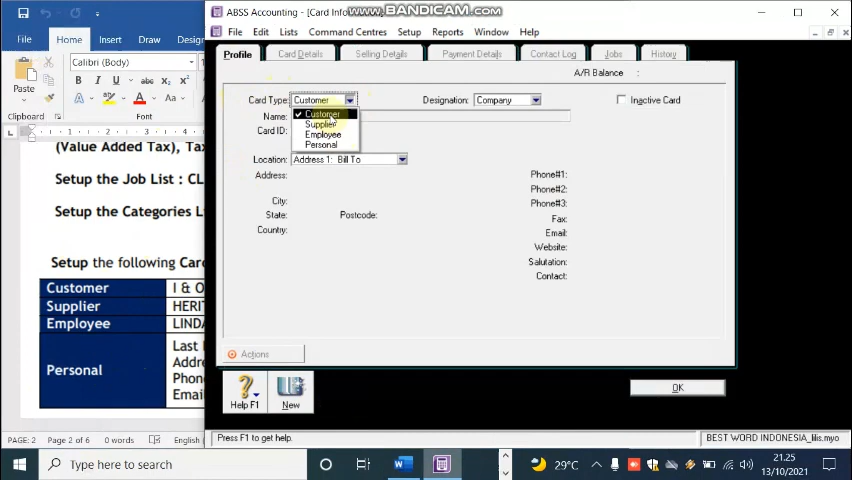 www.BANDICAM.com
ABSS Accounting - [Card Info
File Edit Lists Command Centres Setup Reports Window Help
File Home Insert Draw
Calibri (Body)
B I U abc x
Paste
Clipboard
Font
(Value Added Tax), Tax
Setup the Job List : CL
Setup the Categories L
Setup the following Car
Customer I & O
Supplier HERIT
Employee LINDA
Personal
Last
Addre
Phon
Email
Profile Card Details Selling Details Payment Details Contact Log Jobs History
A/R Balance :
Card Type: Customer Designation: Company Inactive Card
Customer
Supplier
Employee
Personal
Name:
Card ID:
Location: Address 1: Bill To
Address:
City:
State: Postcode:
Country:
Phone#1:
Phone#2:
Phone#3:
Fax:
Email:
Website:
Salutation:
Contact:
Actions
Help F1 New OK
Press F1 to get help. BEST WORD INDONESIA_lilis.myo
PAGE: 2 Page 2 of 6 0 words English
Type here to search
29°C
21.25
13/10/2021